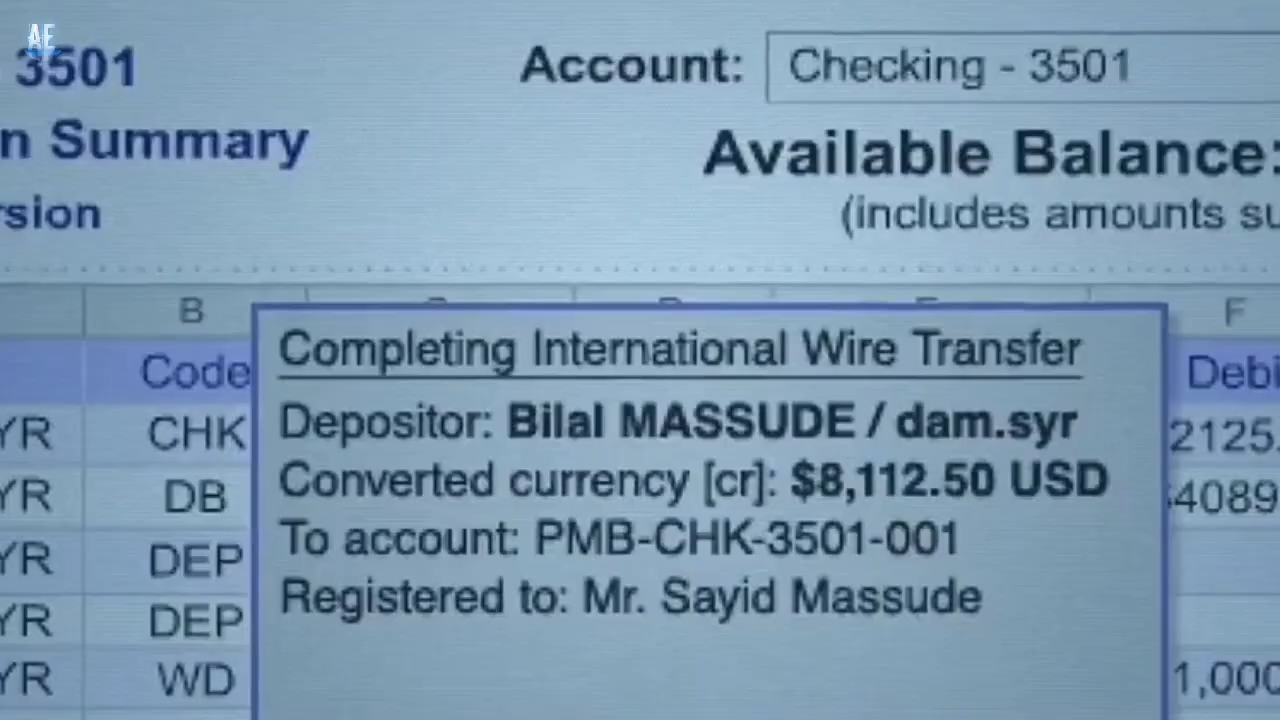 AE
3501
Account: Checking - 3501
n Summary
Available Balance:
rsion
(includes amounts su
B
F
Code
Debi
YR CHK
2125.
YR DB
4089
YR DEP
YR DEP
YR WD
1,000
Completing International Wire Transfer
Depositor: Bilal MASSUDE / dam.syr
Converted currency [cr]: $8,112.50 USD
To account: PMB-CHK-3501-001
Registered to: Mr. Sayid Massude